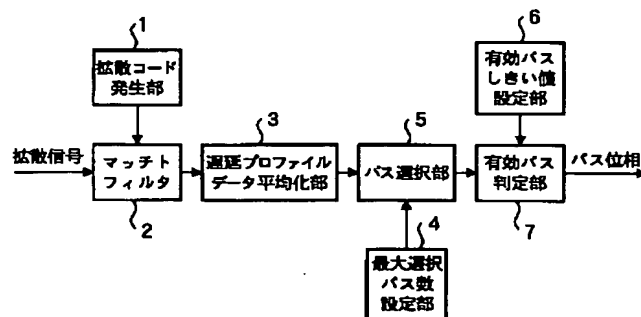 1
拡散コード
発生部
6
有効パス
しきい値
設定部
拡散信号
マッチト
フィルタ
2
3
遅延プロファイル
データ平均化部
5
パス選択部
有効パス
判定部
7
パス位相
4
最大選択
パス数
設定部